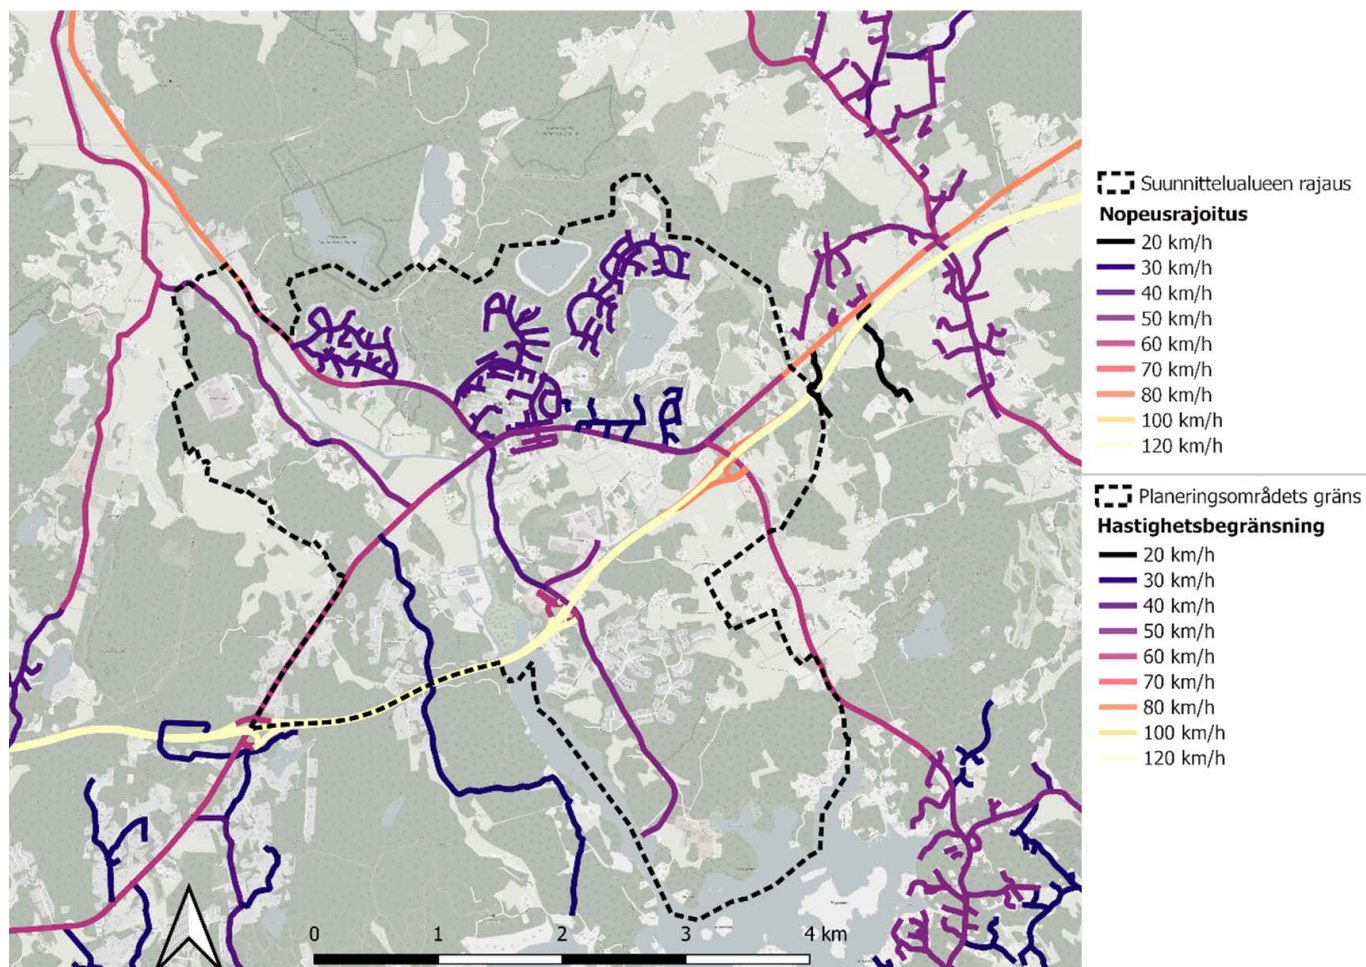 Suunnittelualueen rajaus
Nopeusrajoitus
20 km/h
30 km/h
40 km/h
50 km/h
60 km/h
70 km/h
80 km/h
100 km/h
120 km/h
Planeringsområdets gräns
Hastighetsbegränsning
20 km/h
30 km/h
40 km/h
50 km/h
60 km/h
70 km/h
80 km/h
100 km/h
120 km/h
0 1 2 3 4 km